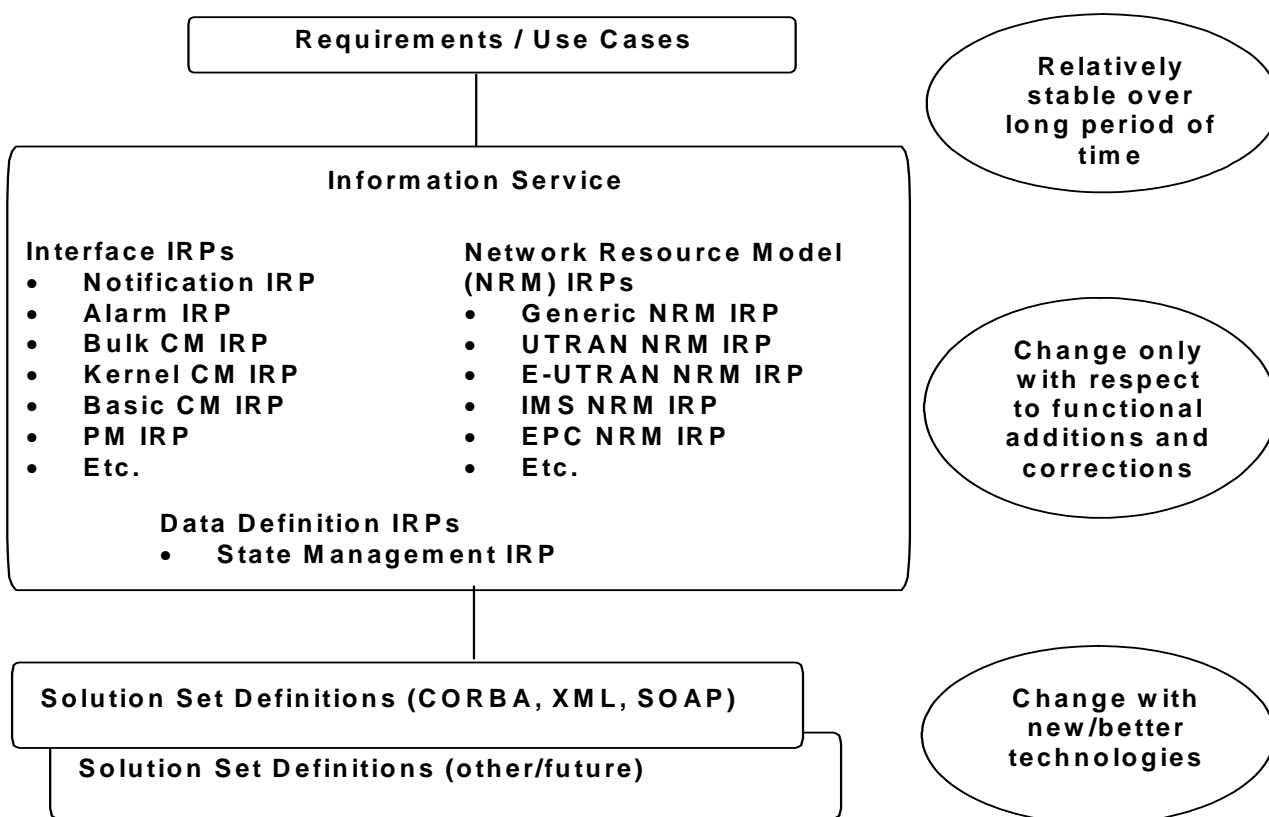 Requirements / Use Cases
Relatively
stable over
long period of
time
Information Service
Interface IRPs
• Notification IRP
• Alarm IRP
• Bulk CM IRP
• Kernel CM IRP
• Basic CM IRP
• PM IRP
• Etc.
Network Resource Model
(NRM) IRPs
• Generic NRM IRP
• UTRAN NRM IRP
• E-UTRAN NRM IRP
• IMS NRM IRP
• EPC NRM IRP
• Etc.
Data Definition IRPs
• State Management IRP
Change only
with respect
to functional
additions and
corrections
Solution Set Definitions (CORBA, XML, SOAP)
Solution Set Definitions (other/future)
Change with
new/better
technologies